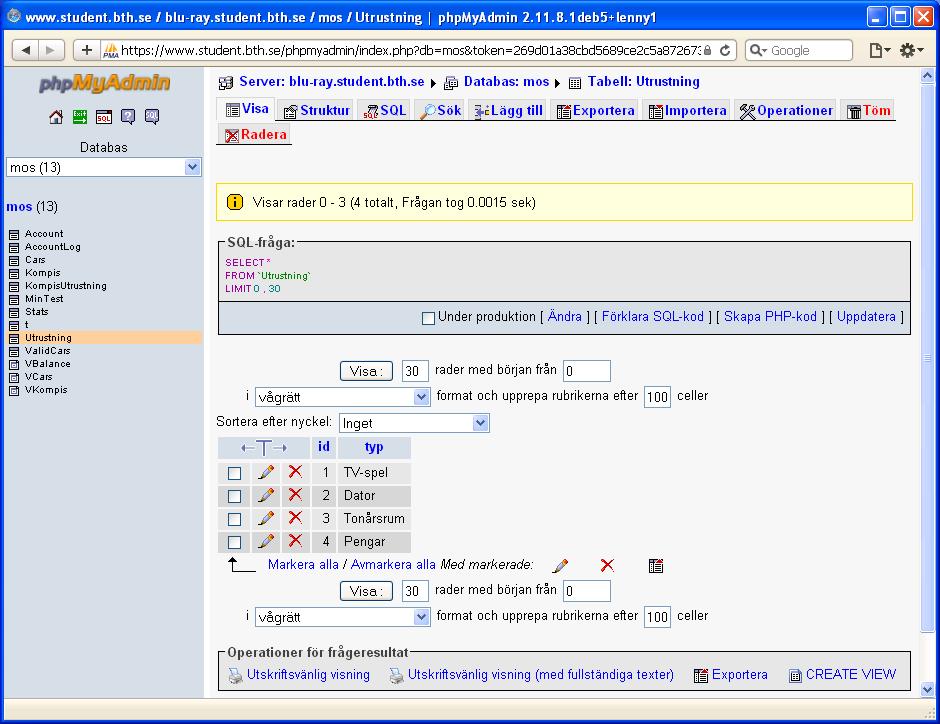 www.student.bth.se / blu-ray.student.bth.se / mos / Utrustning | phpMyAdmin 2.11.8.1deb5+lenny1
https://www.student.bth.se/phpmyadmin/index.php?db=mos&token=269d01a38cbd5689ce2c5a87267
Google
phpMyAdmin
Databas
mos (13)
mos (13)
Account
AccountLog
Cars
Kompis
KompisUtrustning
MinTest
Stats
t
Utrustning
ValidCars
VBalance
VCars
VKompis
Server: blu-ray.student.bth.se Databas: mos Tabell: Utrustning
Visa Struktur SQL Sök Lägg till Exportera Importera Operationer Töm
Radera
Visar rader 0 - 3 (4 totalt, Frågan tog 0.0015 sek)
SQL-fråga:
SELECT *
FROM `Utrustning`
LIMIT 0 , 30
Under produktion [ Ändra ] [ Förklara SQL-kod ] [ Skapa PHP-kod ] [ Uppdatera ]
Visa : 30 rader med början från 0
i vågrätt format och upprepa rubrikerna efter 100 celler
Sortera efter nyckel: Inget
←T→ id typ
1 TV-spel
2 Dator
3 Tonårsrum
4 Pengar
Markera alla / Avmarkera alla Med markerade:
Visa : 30 rader med början från 0
i vågrätt format och upprepa rubrikerna efter 100 celler
Operationer för frågeresultat
Utskriftsvänlig visning Utskriftsvänlig visning (med fullständiga texter) Exportera CREATE VIEW